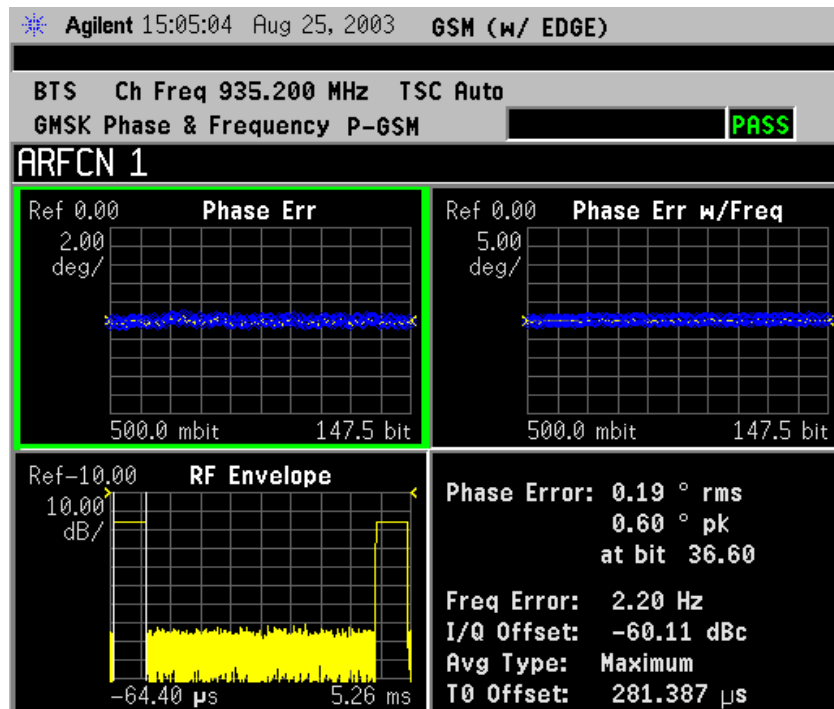 Agilent 15:05:04 Aug 25, 2003 GSM (w/ EDGE)
BTS Ch Freq 935.200 MHz TSC Auto
GMSK Phase & Frequency P-GSM PASS
ARFCN 1
Ref 0.00 Phase Err
2.00
deg/
500.0 mbit 147.5 bit
Ref 0.00 Phase Err w/Freq
5.00
deg/
500.0 mbit 147.5 bit
Ref-10.00 RF Envelope
10.00
dB/
-64.40 µs 5.26 ms
Phase Error: 0.19 ° rms
0.60 ° pk
at bit 36.60
Freq Error: 2.20 Hz
I/Q Offset: -60.11 dBc
Avg Type: Maximum
T0 Offset: 281.387 µs